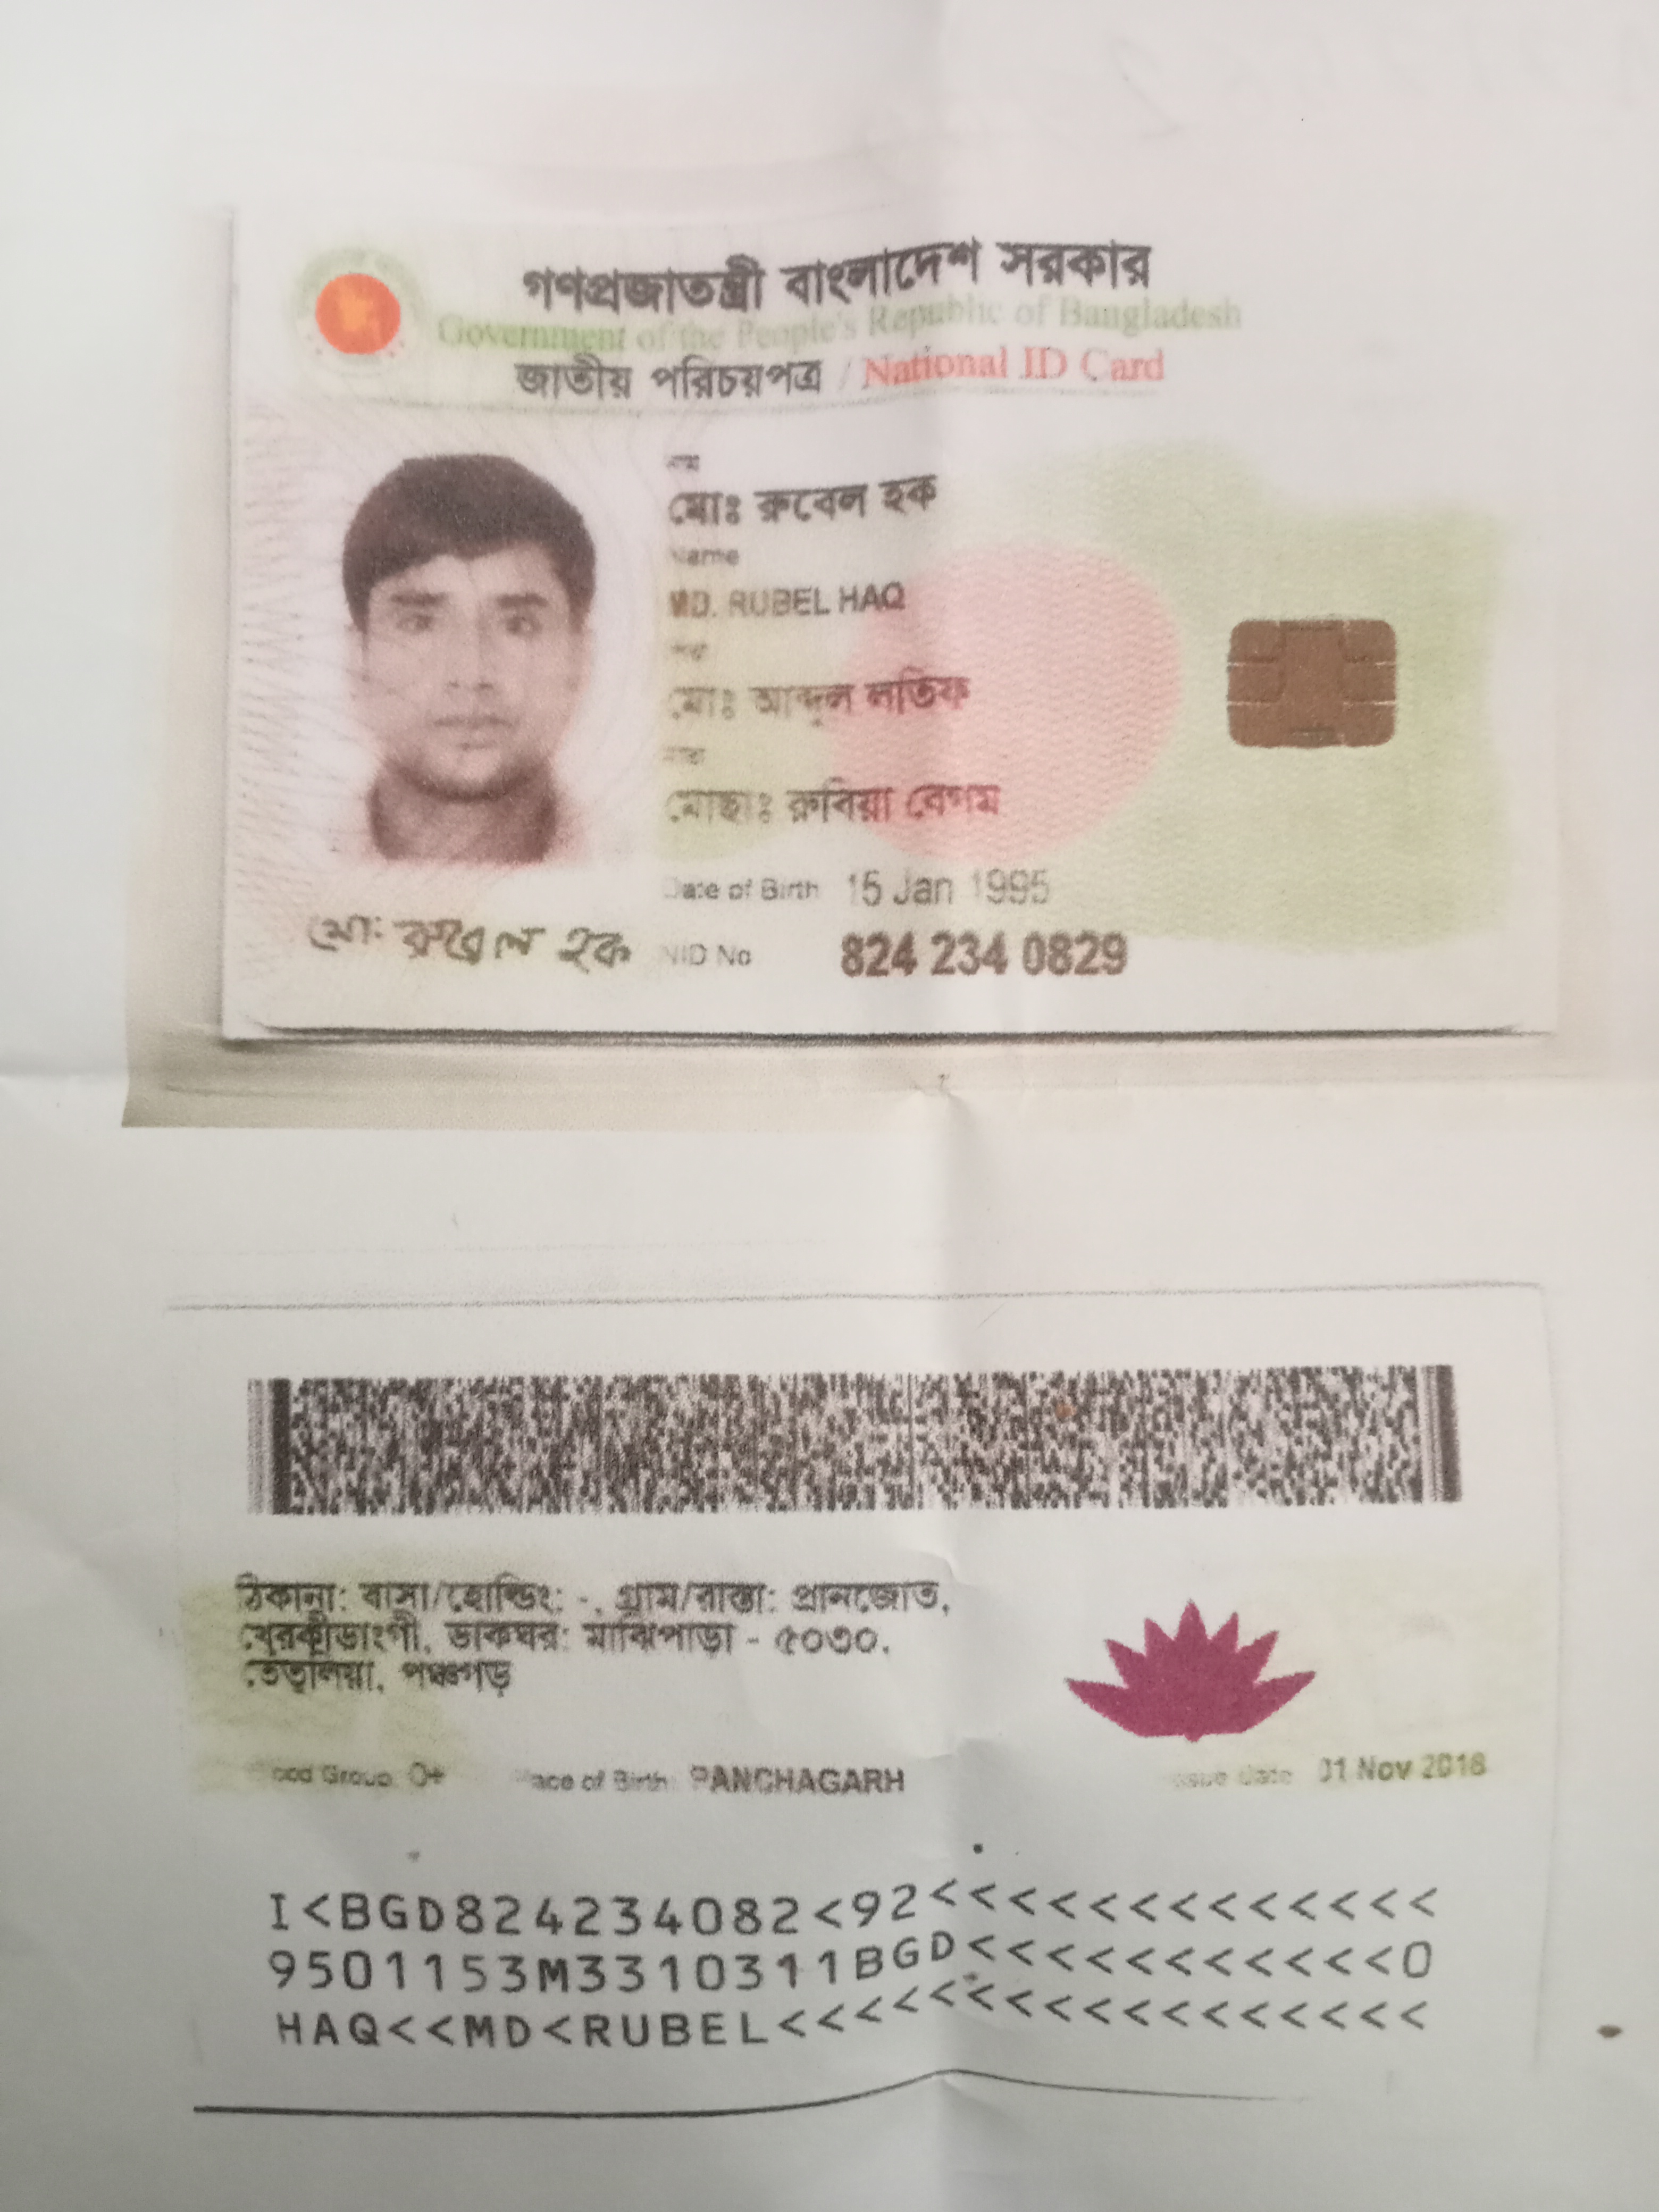 গণপ্রজাতন্ত্রী বাংলাদেশ সরকার
Government of the People's Republic of Bangladesh
জাতীয় পরিচয়পত্র / National ID Card
নাম
মোঃ রুবেল হক
Name
MD. RUBEL HAQ
পিতা
মোঃ আব্দুল লতিফ
মাতা
মোছাঃ রুবিয়া বেগম
Date of Birth 15 Jan 1995
মোঃ রুবেল হক
NID No 824 234 0829
ঠিকানা: বাসা/হোল্ডিং: -, গ্রাম/রাস্তা: প্রানজোত,
ডাকঘর: মাঝিপাড়া - ৫০৩০,
পঞ্চগড়
Blood Group O+ Place of Birth: PANCHAGARH Issue Date 01 Nov 2018
I<BGD824234082<92<<<<<<<<<<<<<
9501153M3310311BGD<<<<<<<<<<<0
HAQ<<MD<RUBEL<<<<<<<<<<<<<<<<<